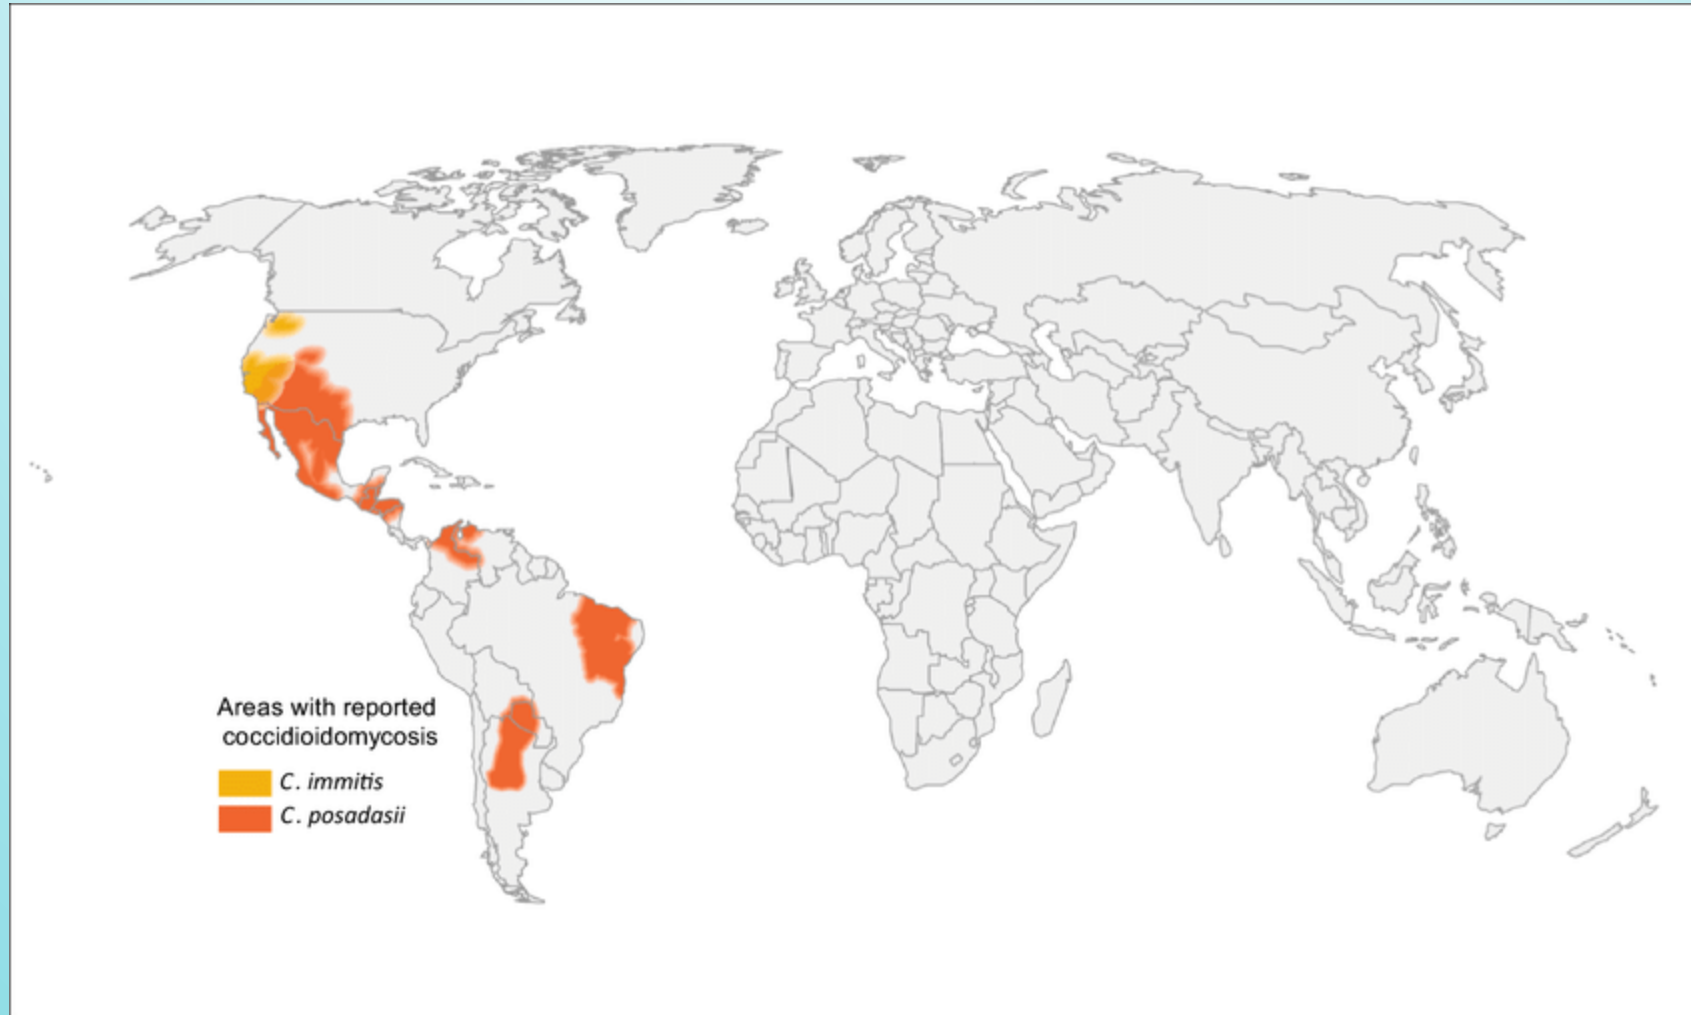 Areas with reported
coccidioidomycosis
C. immitis
C. posadasii